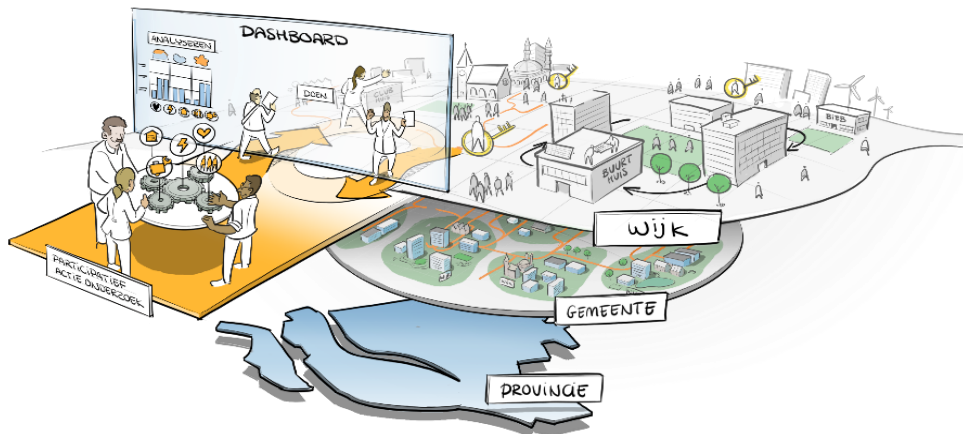 DASHBOARD
ANALYSEREN
DOEN
BUURT
HUIS
BIEB
WIJK
PARTICIPATIEF
ACTIE ONDERZOEK
GEMEENTE
PROVINCIE